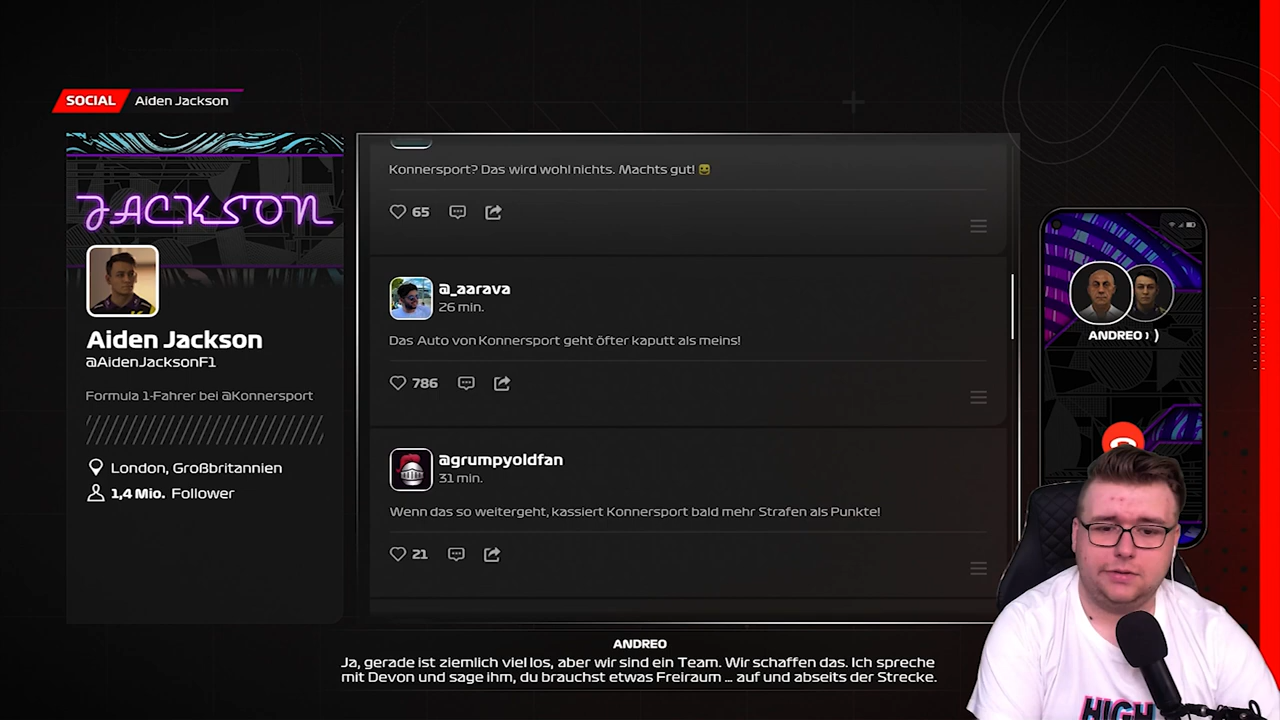 SOCIAL Aiden Jackson
JACKSON
Aiden Jackson
@AidenJacksonF1
Formula 1-Fahrer bei @Konnersport
London, Großbritannien
1,4 Mio. Follower
Konnersport? Das wird wohl nichts. Machts gut! 😆
65
@_aarava
26 min.
Das Auto von Konnersport geht öfter kaputt als meins!
786
@grumpyoldfan
31 min.
Wenn das so weitergeht, kassiert Konnersport bald mehr Strafen als Punkte!
21
ANDREO
ANDREO
Ja, gerade ist ziemlich viel los, aber wir sind ein Team. Wir schaffen das. Ich spreche
mit Devon und sage ihm, du brauchst etwas Freiraum ... auf und abseits der Strecke.
HIGH